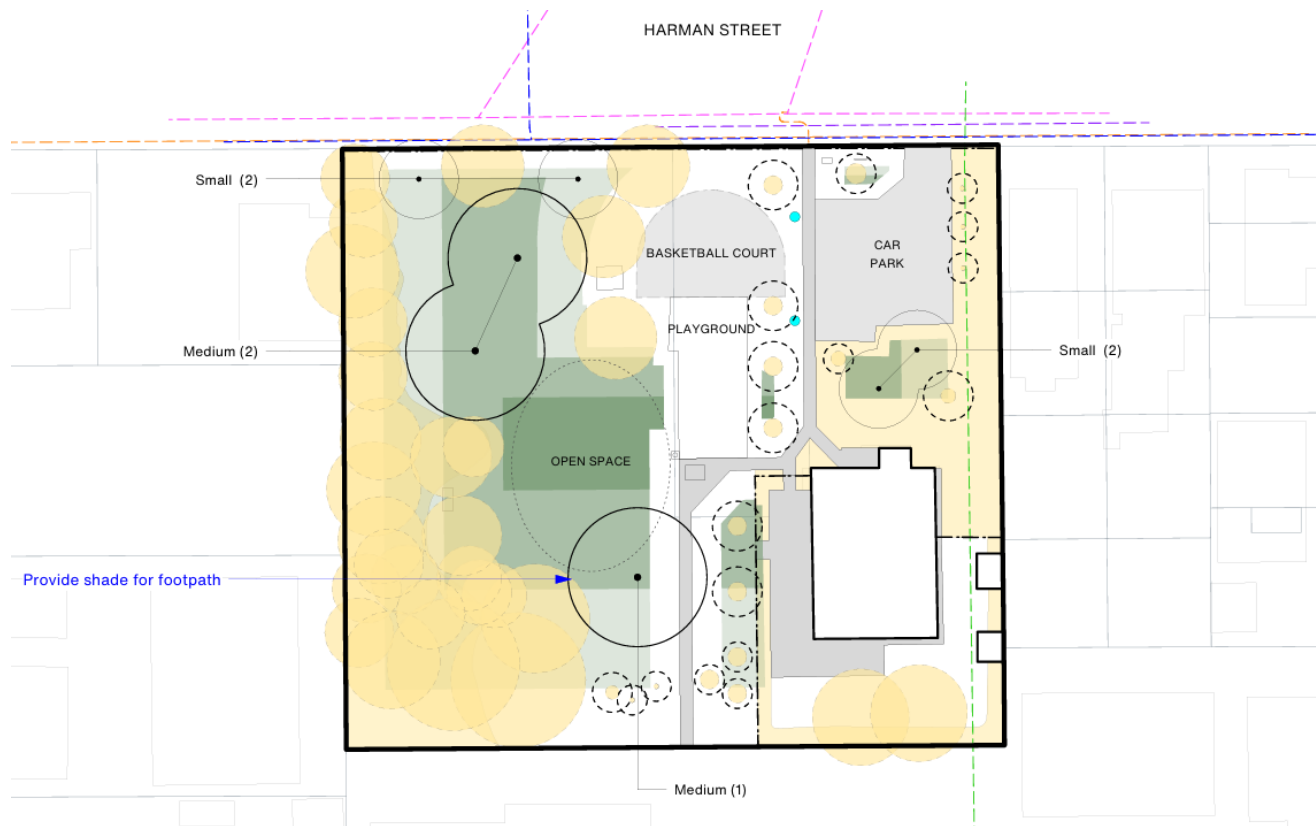 HARMAN STREET
Small (2)
BASKETBALL COURT
CAR
PARK
PLAYGROUND
Medium (2)
Small (2)
OPEN SPACE
Provide shade for footpath
Medium (1)